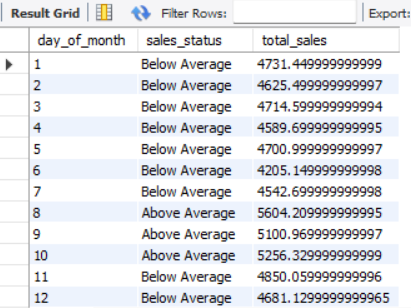 Result Grid Filter Rows: Export:
day_of_month sales_status total_sales
1 Below Average 4731.449999999999
2 Below Average 4625.499999999997
3 Below Average 4714.599999999994
4 Below Average 4589.699999999995
5 Below Average 4700.999999999997
6 Below Average 4205.149999999998
7 Below Average 4542.699999999998
8 Above Average 5604.209999999995
9 Above Average 5100.969999999997
10 Above Average 5256.329999999999
11 Below Average 4850.059999999996
12 Below Average 4681.1299999999965